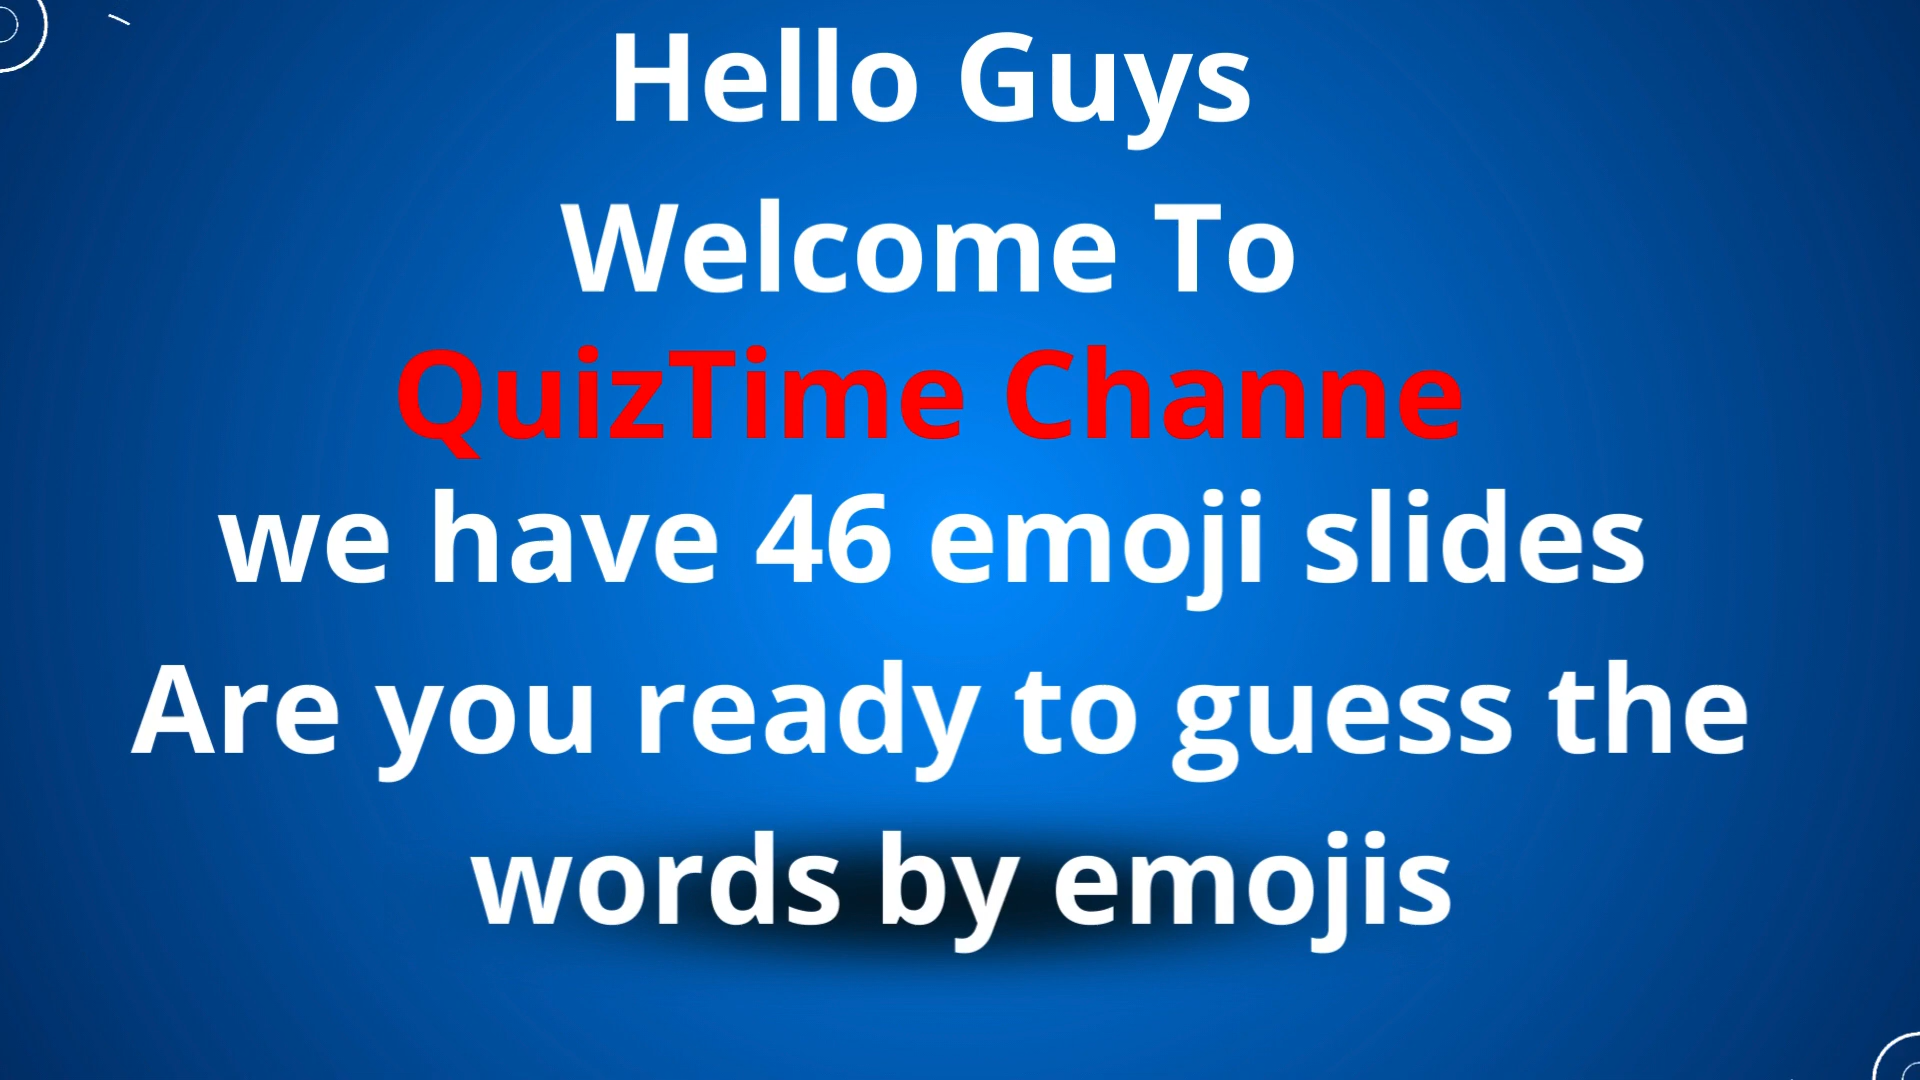 Hello Guys
Welcome To
QuizTime Channe
we have 46 emoji slides
Are you ready to guess the
words by emojis